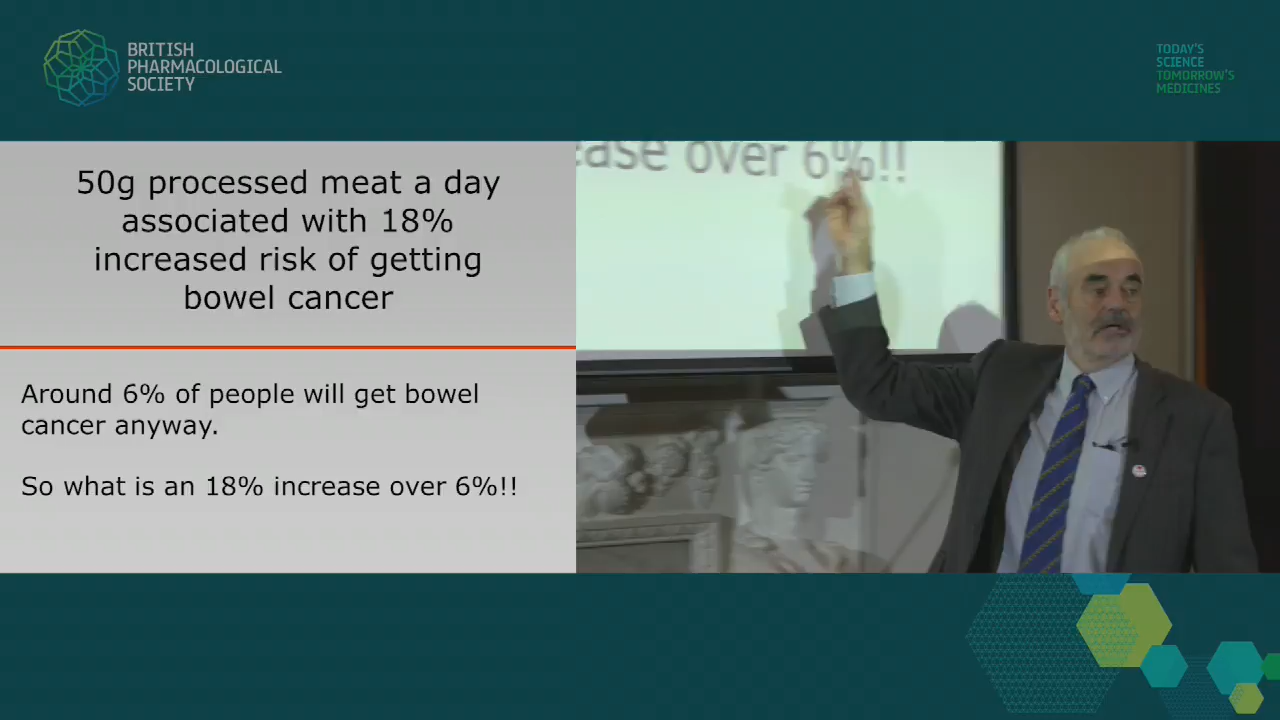 BRITISH
PHARMACOLOGICAL
SOCIETY
TODAY'S
SCIENCE
TOMORROW'S
MEDICINES
50g processed meat a day
associated with 18%
increased risk of getting
bowel cancer
Around 6% of people will get bowel
cancer anyway.
So what is an 18% increase over 6%!!
ease over 6%!!